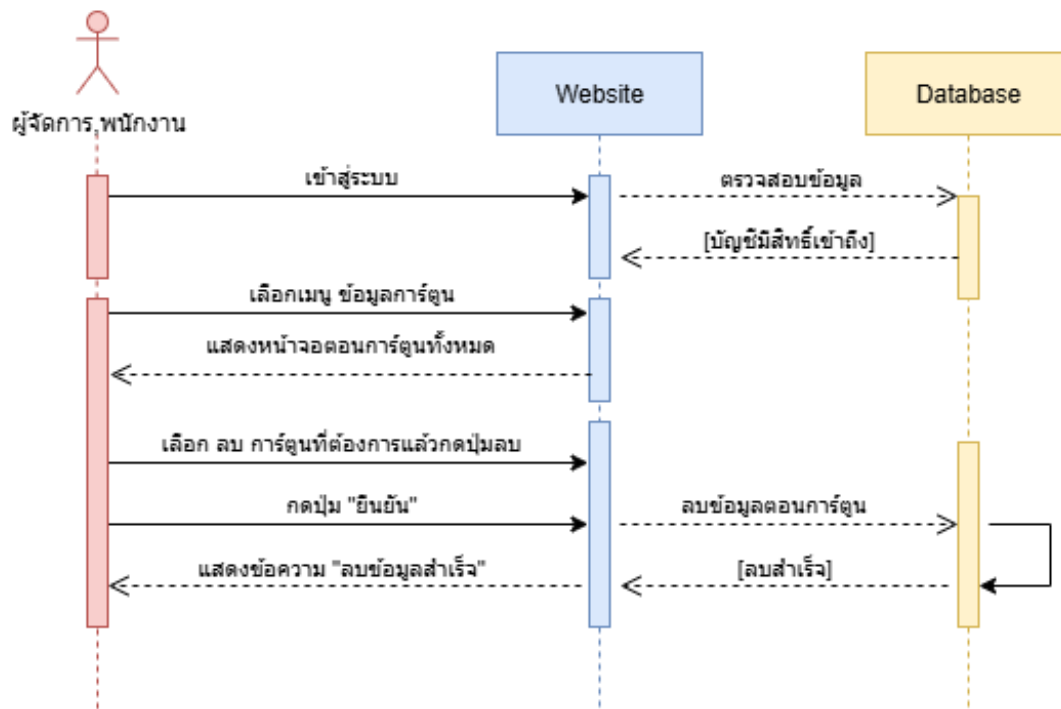 Website
Database
ผู้จัดการ,พนักงาน
เข้าสู่ระบบ
ตรวจสอบข้อมูล
[บัญชีมีสิทธิ์เข้าถึง]
เลือกเมนู ข้อมูลการ์ตูน
แสดงหน้าจอตอนการ์ตูนทั้งหมด
เลือก ลบ การ์ตูนที่ต้องการแล้วกดปุ่มลบ
กดปุ่ม "ยืนยัน"
ลบข้อมูลตอนการ์ตูน
แสดงข้อความ "ลบข้อมูลสำเร็จ"
[ลบสำเร็จ]